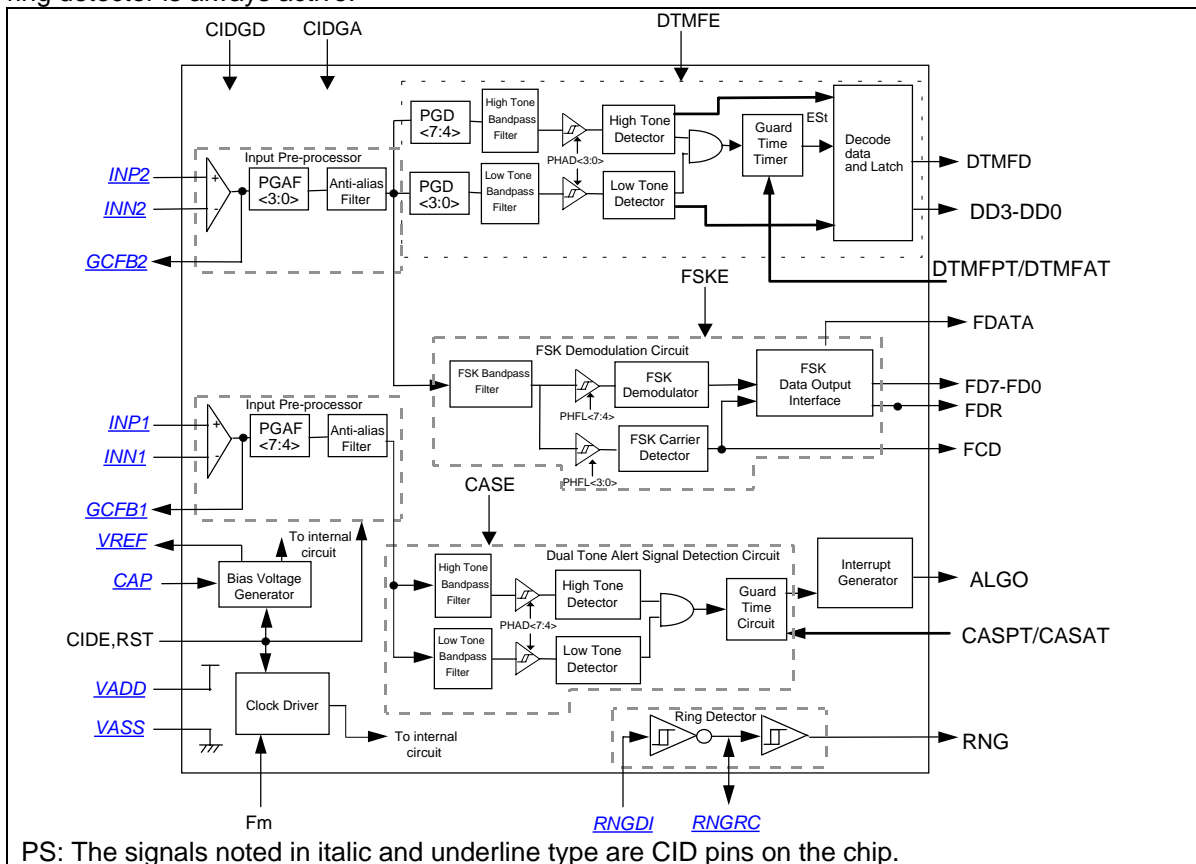 ring detector is always active.
CIDGD
CIDGA
DTMFE
PGD
<7:4>
High Tone
Bandpass
Filter
High Tone
Detector
PHAD<3:0>
PGD
<3:0>
Low Tone
Bandpass
Filter
Low Tone
Detector
Guard
Time
Timer
ESt
Decode
data
and Latch
DTMFD
DD3-DD0
DTMFPT/DTMFAT
Input Pre-processor
INP2
+
INN2
-
PGAF
<3:0>
Anti-alias
Filter
GCFB2
FSKE
FSK Demodulation Circuit
FSK Bandpass
Filter
PHFL<7:4>
FSK
Demodulator
PHFL<3:0>
FSK Carrier
Detector
FSK
Data Output
Interface
FDATA
FD7-FD0
FDR
FCD
Input Pre-processor
INP1
+
INN1
-
PGAF
<7:4>
Anti-alias
Filter
GCFB1
VREF
CAP
To internal
circuit
Bias Voltage
Generator
CIDE,RST
VADD
VASS
Clock Driver
To internal
circuit
Fm
CASE
Dual Tone Alert Signal Detection Circuit
High Tone
Bandpass
Filter
High Tone
Detector
PHAD<7:4>
Low Tone
Bandpass
Filter
Low Tone
Detector
Guard
Time
Circuit
Interrupt
Generator
ALGO
CASPT/CASAT
Ring Detector
RNG
RNGDI
RNGRC
PS: The signals noted in italic and underline type are CID pins on the chip.